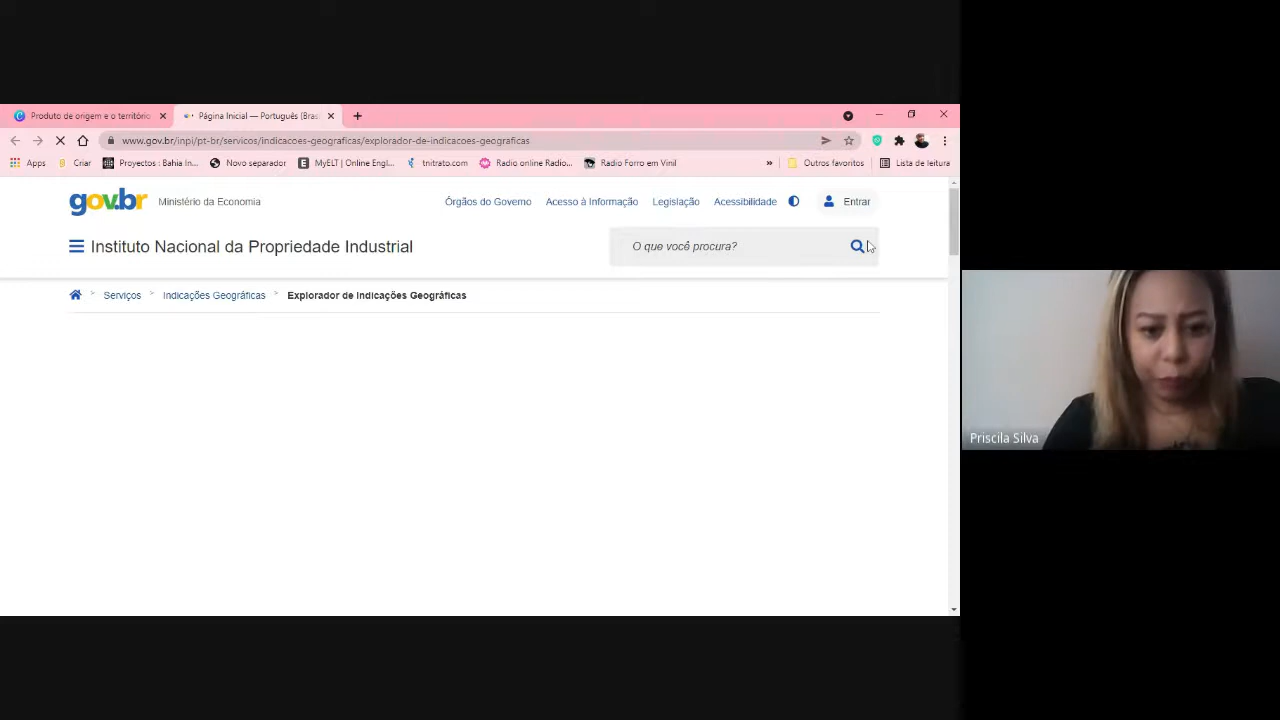 Produto de origem e o território
Página Inicial — Português (Bras
www.gov.br/inpi/pt-br/servicos/indicacoes-geograficas/explorador-de-indicacoes-geograficas
Apps Criar Proyectos : Bahia In... Novo separador MyELT | Online Engl... tnitrato.com Radio online Radio... Radio Forro em Vinil » Outros favoritos Lista de leitura
gov.br Ministério da Economia Órgãos do Governo Acesso à Informação Legislação Acessibilidade Entrar
Instituto Nacional da Propriedade Industrial O que você procura?
> Serviços > Indicações Geográficas > Explorador de Indicações Geográficas
Priscila Silva